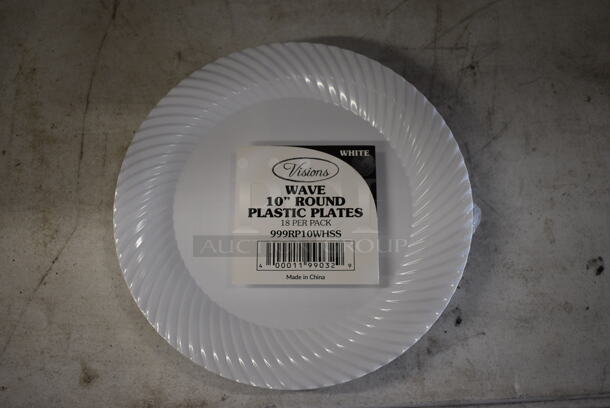 WHITE
Visions
WAVE
10" ROUND
PLASTIC PLATES
18 PER PACK
999RP10WHSS
4 00011 99032 9
Made in China